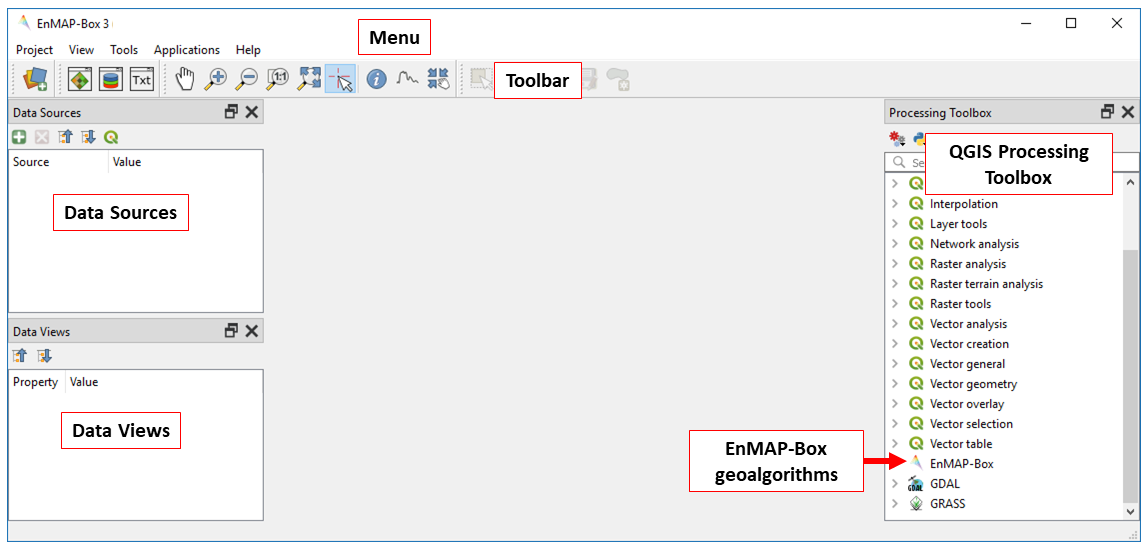 EnMAP-Box 3
Project View Tools Applications Help
Menu
Txt
1:1
Toolbar
Data Sources
Source Value
Data Sources
Data Views
Property Value
Data Views
Processing Toolbox
QGIS Processing
Toolbox
Interpolation
Layer tools
Network analysis
Raster analysis
Raster terrain analysis
Raster tools
Vector analysis
Vector creation
Vector general
Vector geometry
Vector overlay
Vector selection
Vector table
EnMAP-Box
geoalgorithms
EnMAP-Box
GDAL
GDAL
GRASS